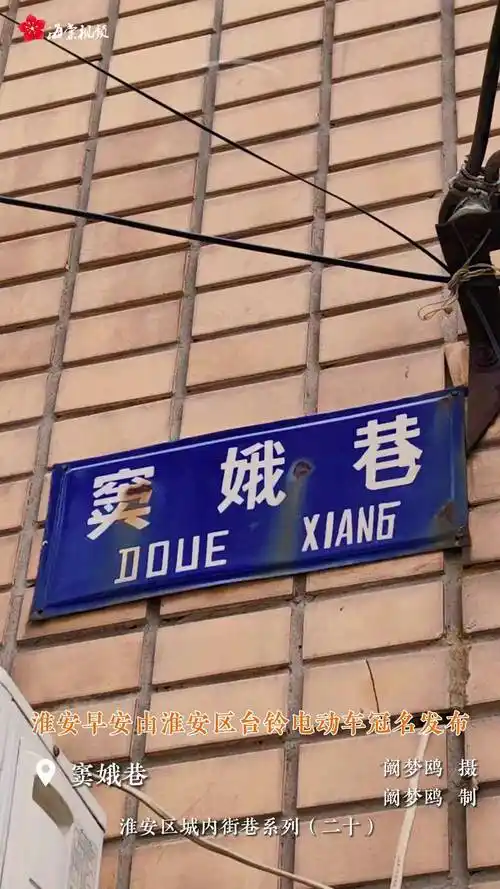 淮安视频
窦娥巷
DOUE XIANG
淮安早安由淮安区台铃电动车冠名发布
窦娥巷
阚梦鸥 摄
阚梦鸥 制
淮安区城内街巷系列（二十）